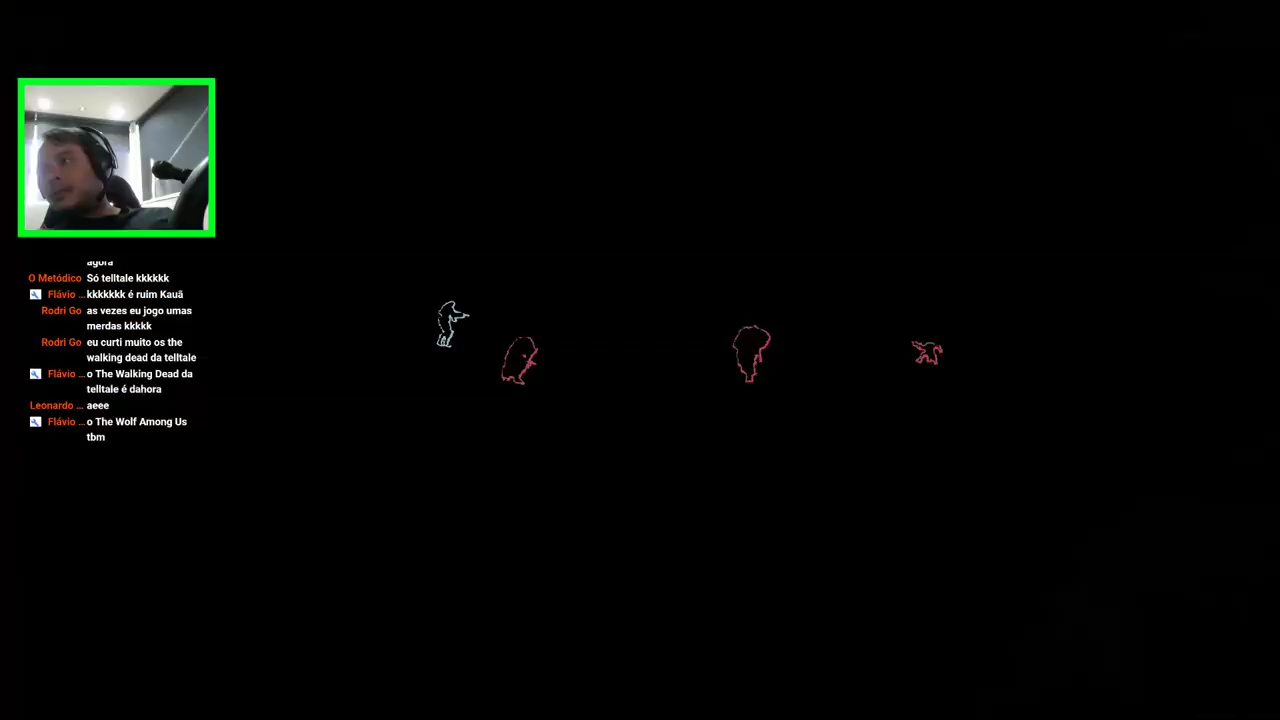 agora
O Metódico Só telltale kkkkkk
Flávio ... kkkkkkk é ruim Kauã
Rodri Go as vezes eu jogo umas
merdas kkkkk
Rodri Go eu curti muito os the
walking dead da telltale
Flávio ... o The Walking Dead da
telltale é dahora
Leonardo ... aeee
Flávio ... o The Wolf Among Us
tbm